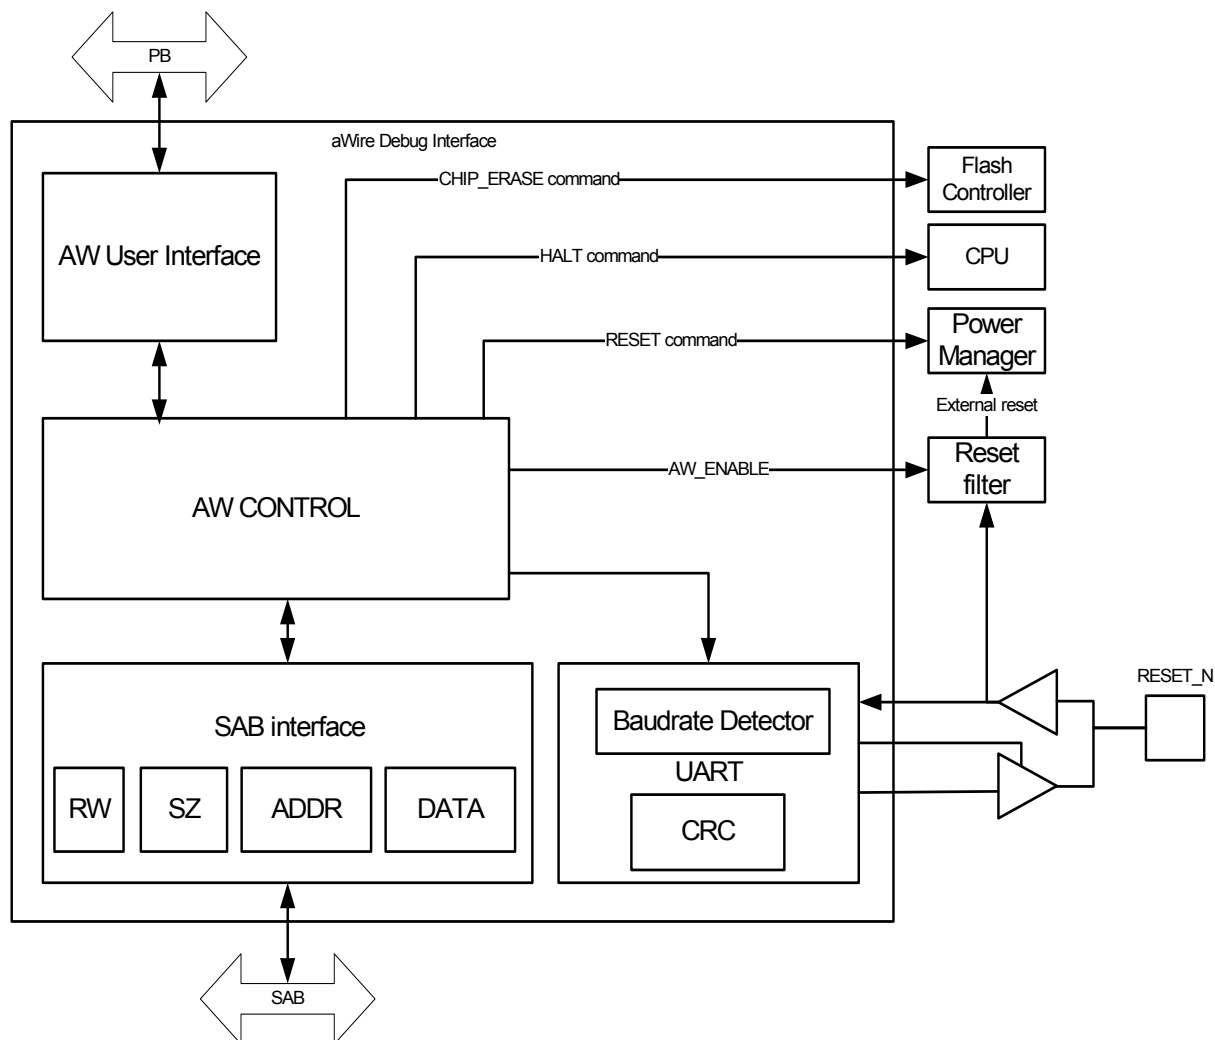 PB
aWire Debug Interface
CHIP_ERASE command
Flash
Controller
AW User Interface
HALT command
CPU
RESET command
Power
Manager
External reset
AW CONTROL
AW_ENABLE
Reset
filter
RESET_N
SAB interface
Baudrate Detector
UART
RW
SZ
ADDR
DATA
CRC
SAB